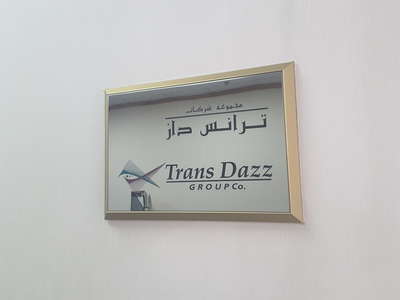 مجموعة شركات
ترانس داز
Trans Dazz
GROUP Co.